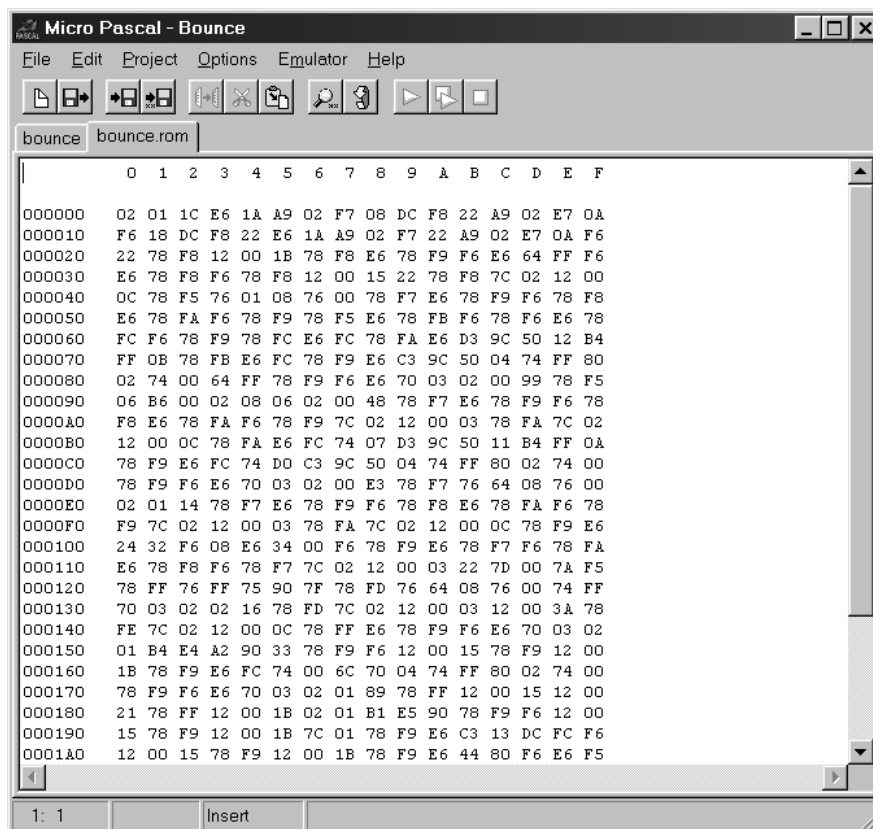 Micro Pascal - Bounce
File Edit Project Options Emulator Help
bounce bounce.rom
0 1 2 3 4 5 6 7 8 9 A B C D E F
000000 02 01 1C E6 1A A9 02 F7 08 DC F8 22 A9 02 E7 0A
000010 F6 18 DC F8 22 E6 1A A9 02 F7 22 A9 02 E7 0A F6
000020 22 78 F8 12 00 1B 78 F8 E6 78 F9 F6 E6 64 FF F6
000030 E6 78 F8 F6 78 F8 12 00 15 22 78 F8 7C 02 12 00
000040 0C 78 F5 76 01 08 76 00 78 F7 E6 78 F9 F6 78 F8
000050 E6 78 FA F6 78 F9 78 F5 E6 78 FB F6 78 F6 E6 78
000060 FC F6 78 F9 78 FC E6 FC 78 FA E6 D3 9C 50 12 B4
000070 FF 0B 78 FB E6 FC 78 F9 E6 C3 9C 50 04 74 FF 80
000080 02 74 00 64 FF 78 F9 F6 E6 70 03 02 00 99 78 F5
000090 06 B6 00 02 08 06 02 00 48 78 F7 E6 78 F9 F6 78
0000A0 F8 E6 78 FA F6 78 F9 7C 02 12 00 03 78 FA 7C 02
0000B0 12 00 0C 78 FA E6 FC 74 07 D3 9C 50 11 B4 FF 0A
0000C0 78 F9 E6 FC 74 D0 C3 9C 50 04 74 FF 80 02 74 00
0000D0 78 F9 F6 E6 70 03 02 00 E3 78 F7 76 64 08 76 00
0000E0 02 01 14 78 F7 E6 78 F9 F6 78 F8 E6 78 FA F6 78
0000F0 F9 7C 02 12 00 03 78 FA 7C 02 12 00 0C 78 F9 E6
000100 24 32 F6 08 E6 34 00 F6 78 F9 E6 78 F7 F6 78 FA
000110 E6 78 F8 F6 78 F7 7C 02 12 00 03 22 7D 00 7A F5
000120 78 FF 76 FF 75 90 7F 78 FD 76 64 08 76 00 74 FF
000130 70 03 02 02 16 78 FD 7C 02 12 00 03 12 00 3A 78
000140 FE 7C 02 12 00 0C 78 FF E6 78 F9 F6 E6 70 03 02
000150 01 B4 E4 A2 90 33 78 F9 F6 12 00 15 78 F9 12 00
000160 1B 78 F9 E6 FC 74 00 6C 70 04 74 FF 80 02 74 00
000170 78 F9 F6 E6 70 03 02 01 89 78 FF 12 00 15 12 00
000180 21 78 FF 12 00 1B 02 01 B1 E5 90 78 F9 F6 12 00
000190 15 78 F9 12 00 1B 7C 01 78 F9 E6 C3 13 DC FC F6
0001A0 12 00 15 78 F9 12 00 1B 78 F9 E6 44 80 F6 E6 F5
1: 1 Insert